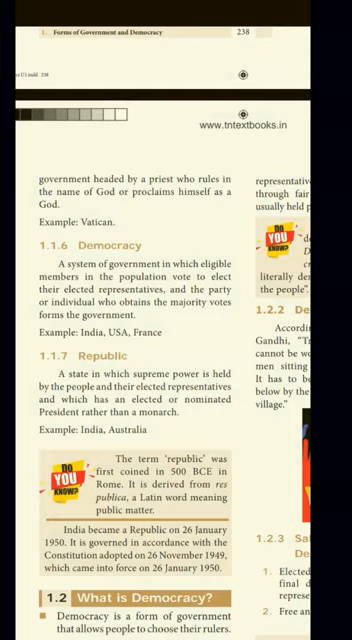 1. Forms of Government and Democracy 238
238
www.tntextbooks.in
government headed by a priest who rules in
the name of God or proclaims himself as a
God.
Example: Vatican.
1.1.6 Democracy
A system of government in which eligible
members in the population vote to elect
their elected representatives, and the party
or individual who obtains the majority votes
forms the government.
Example: India, USA, France
1.1.7 Republic
A state in which supreme power is held
by the people and their elected representatives
and which has an elected or nominated
President rather than a monarch.
Example: India, Australia
DO
YOU
KNOW?
The term ‘republic’ was
first coined in 500 BCE in
Rome. It is derived from res
publica, a Latin word meaning
public matter.
India became a Republic on 26 January
1950. It is governed in accordance with the
Constitution adopted on 26 November 1949,
which came into force on 26 January 1950.
1.2 What is Democracy?
Democracy is a form of government
that allows people to choose their rulers.
representativ
through fair
usually held p
DO
YOU
KNOW?
literally de
the people”.
1.2.2 De
Accordi
Gandhi, “T
cannot be w
men sitting
It has to be
below by the
village.”
1.2.3 Sal
De
1. Elected
final d
represe
2. Free an